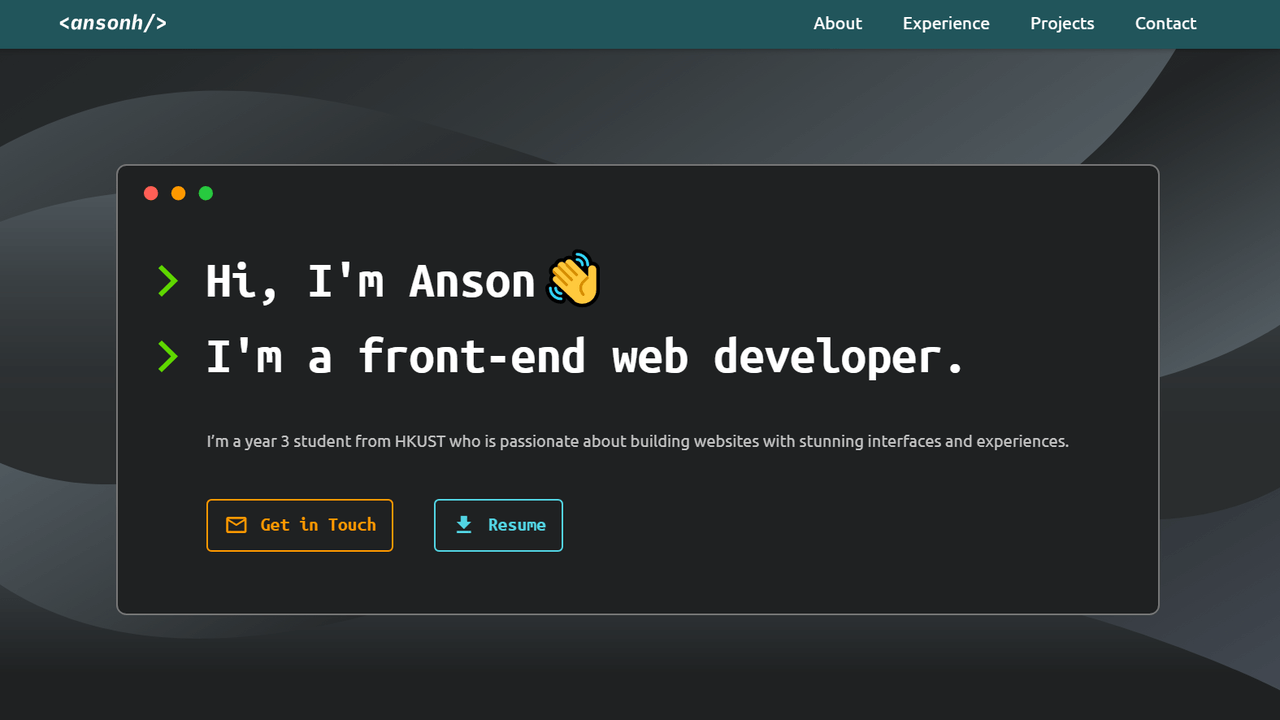 <ansonh/>
About Experience Projects Contact
Hi, I'm Anson
I'm a front-end web developer.
I’m a year 3 student from HKUST who is passionate about building websites with stunning interfaces and experiences.
Get in Touch
Resume